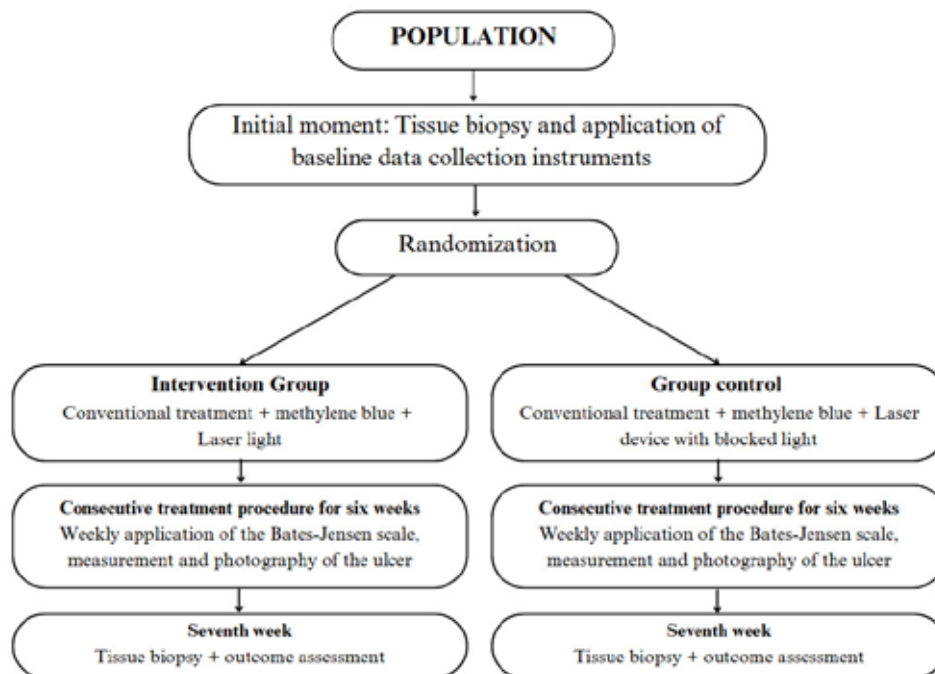 POPULATION
Initial moment: Tissue biopsy and application of
baseline data collection instruments
Randomization
Intervention Group
Conventional treatment + methylene blue +
Laser light
Group control
Conventional treatment + methylene blue + Laser
device with blocked light
Consecutive treatment procedure for six weeks
Weekly application of the Bates-Jensen scale,
measurement and photography of the ulcer
Consecutive treatment procedure for six weeks
Weekly application of the Bates-Jensen scale,
measurement and photography of the ulcer
Seventh week
Tissue biopsy + outcome assessment
Seventh week
Tissue biopsy + outcome assessment